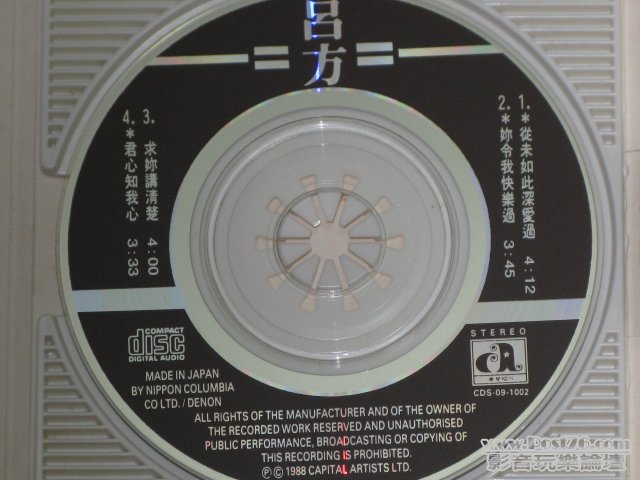 呂方
1.*從未如此深愛過 4:12
2.*妳令我快樂過 3:45
3. 求妳講清楚 4:00
4.*君心知我心 3:33
COMPACT
disc
DIGITAL AUDIO
MADE IN JAPAN
BY NIPPON COLUMBIA
CO LTD./DENON
STEREO
a
CDS-09-1002
ALL RIGHTS OF THE MANUFACTURER AND OF THE OWNER OF
THE RECORDED WORK RESERVED AND UNAUTHORISED
PUBLIC PERFORMANCE, BROADCASTING OR COPYING OF
THIS RECORDING IS PROHIBITED.
Ⓟ © 1988 CAPITAL ARTISTS LTD.
www.Post76.com
影音玩樂論壇